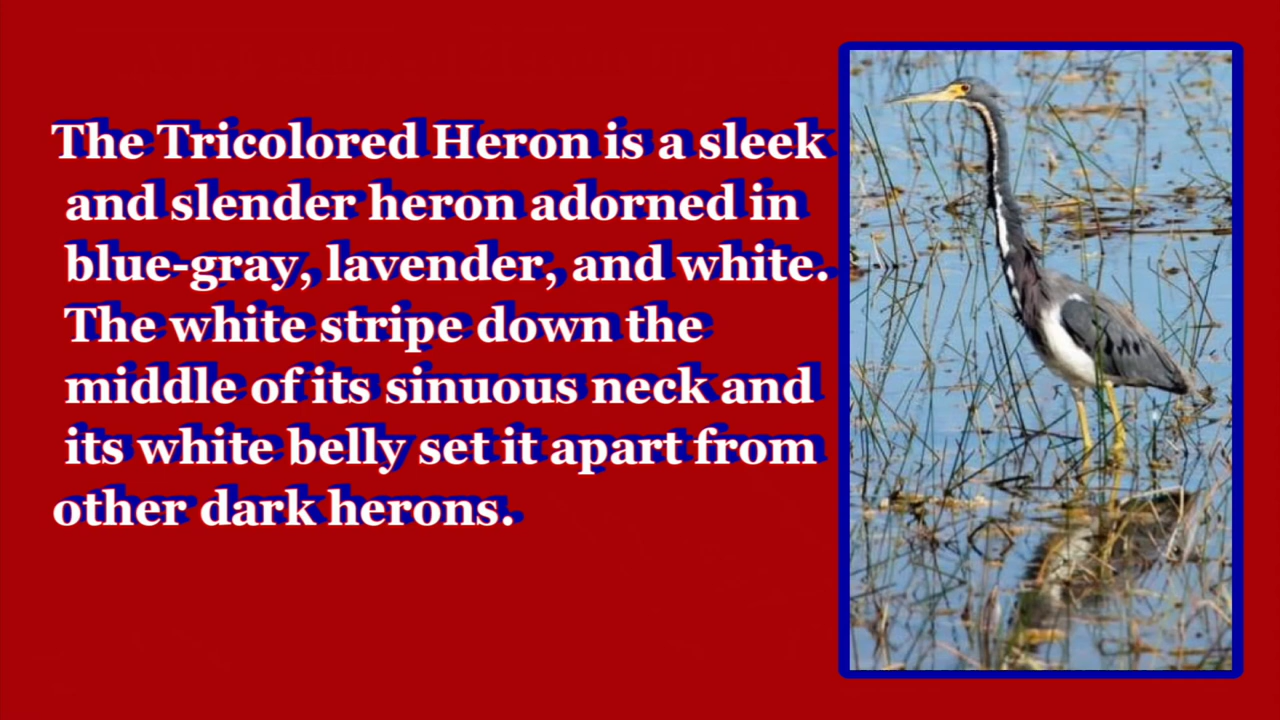 The Tricolored Heron is a sleek
and slender heron adorned in
blue-gray, lavender, and white.
The white stripe down the
middle of its sinuous neck and
its white belly set it apart from
other dark herons.